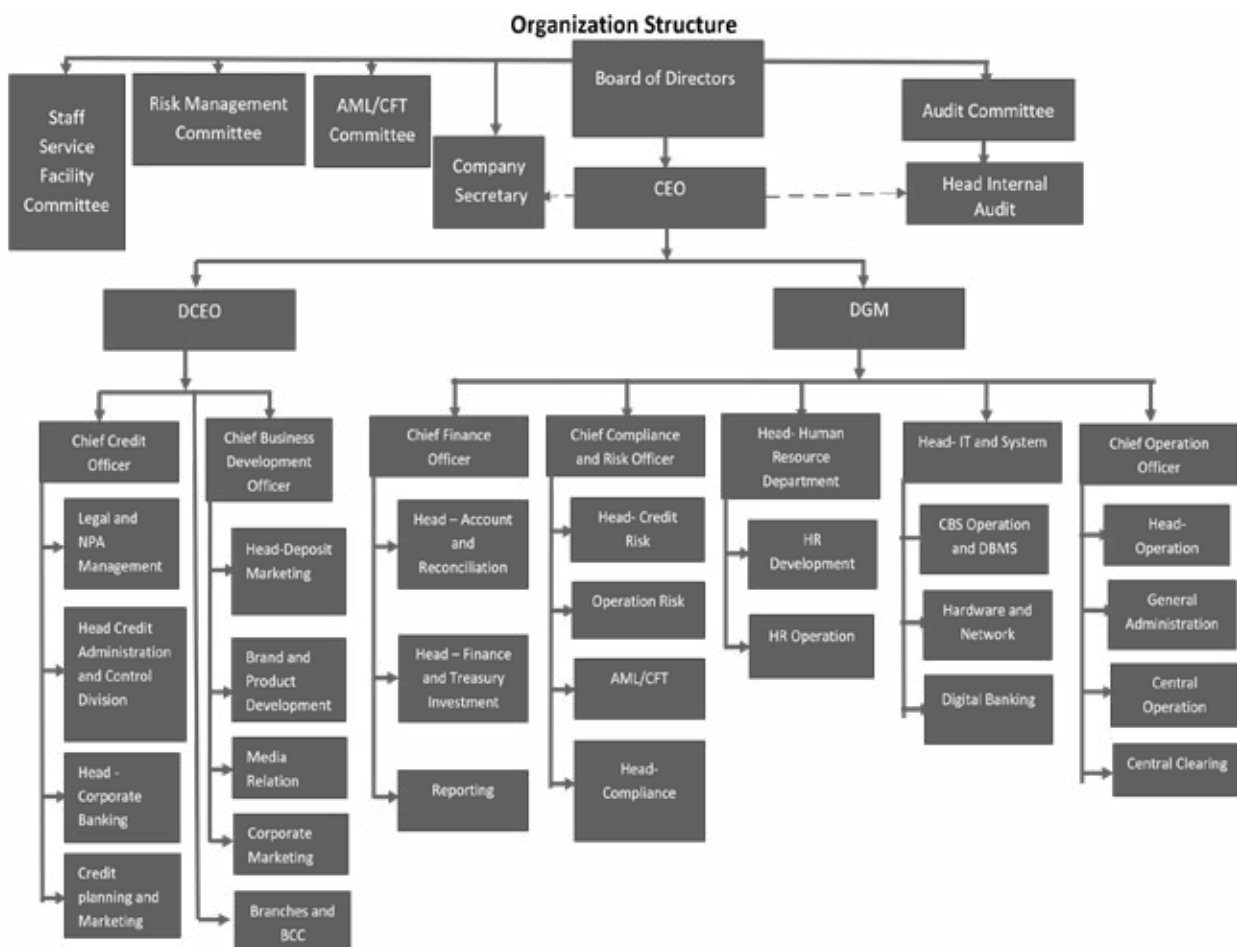 Organization Structure
Board of Directors
Staff
Service
Facility
Committee
Risk Management
Committee
AML/CFT
Committee
Company
Secretary
CEO
Audit Committee
Head Internal
Audit
DCEO
DGM
Chief Credit
Officer
Chief Business
Development
Officer
Chief Finance
Officer
Chief Compliance
and Risk Officer
Head- Human
Resource
Department
Head- IT and System
Chief Operation
Officer
Legal and
NPA
Management
Head Credit
Administration
and Control
Division
Head -
Corporate
Banking
Credit
planning and
Marketing
Head-Deposit
Marketing
Brand and
Product
Development
Media
Relation
Corporate
Marketing
Branches and
BCC
Head – Account
and
Reconciliation
Head – Finance
and Treasury
Investment
Reporting
Head- Credit
Risk
Operation Risk
AML/CFT
Head-
Compliance
HR
Development
HR Operation
CBS Operation
and DBMS
Hardware and
Network
Digital Banking
Head-
Operation
General
Administration
Central
Operation
Central Clearing